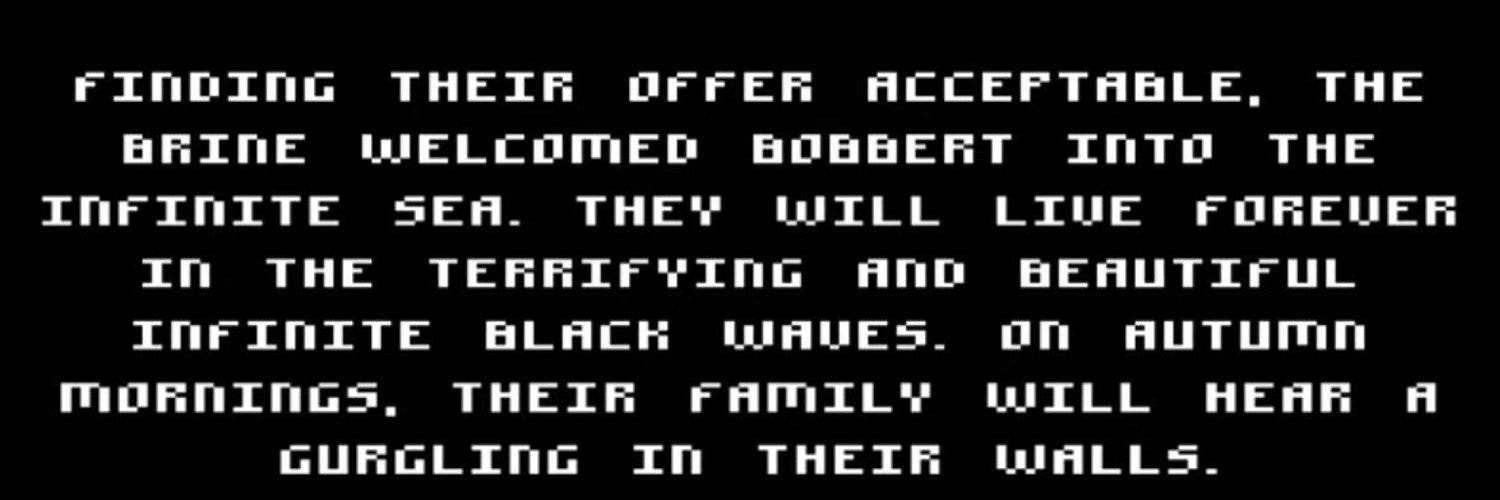 FINDING THEIR OFFER ACCEPTABLE, THE
BRINE WELCOMED BOBBERT INTO THE
INFINITE SEA. THEY WILL LIVE FOREVER
IN THE TERRIFYING AND BEAUTIFUL
INFINITE BLACK WAVES. ON AUTUMN
MORNINGS, THEIR FAMILY WILL HEAR A
GURGLING IN THEIR WALLS.